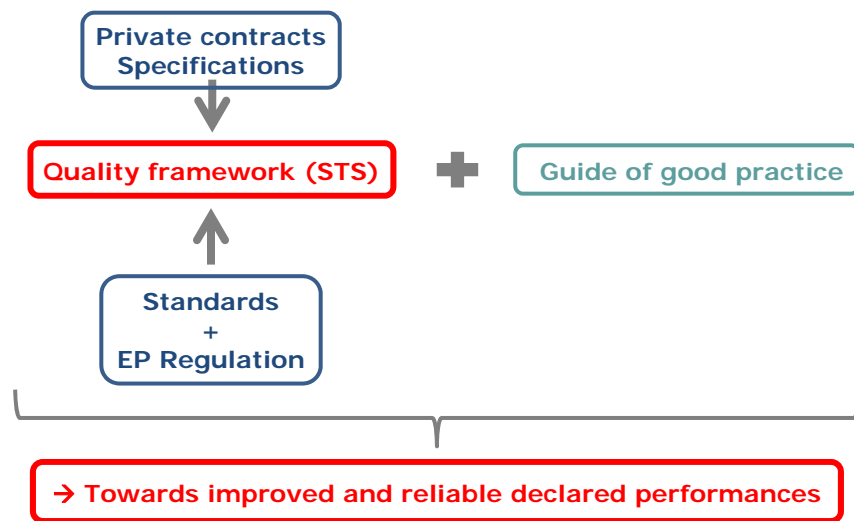 Private contracts
Specifications
Quality framework (STS)
Guide of good practice
Standards
+
EP Regulation
→ Towards improved and reliable declared performances